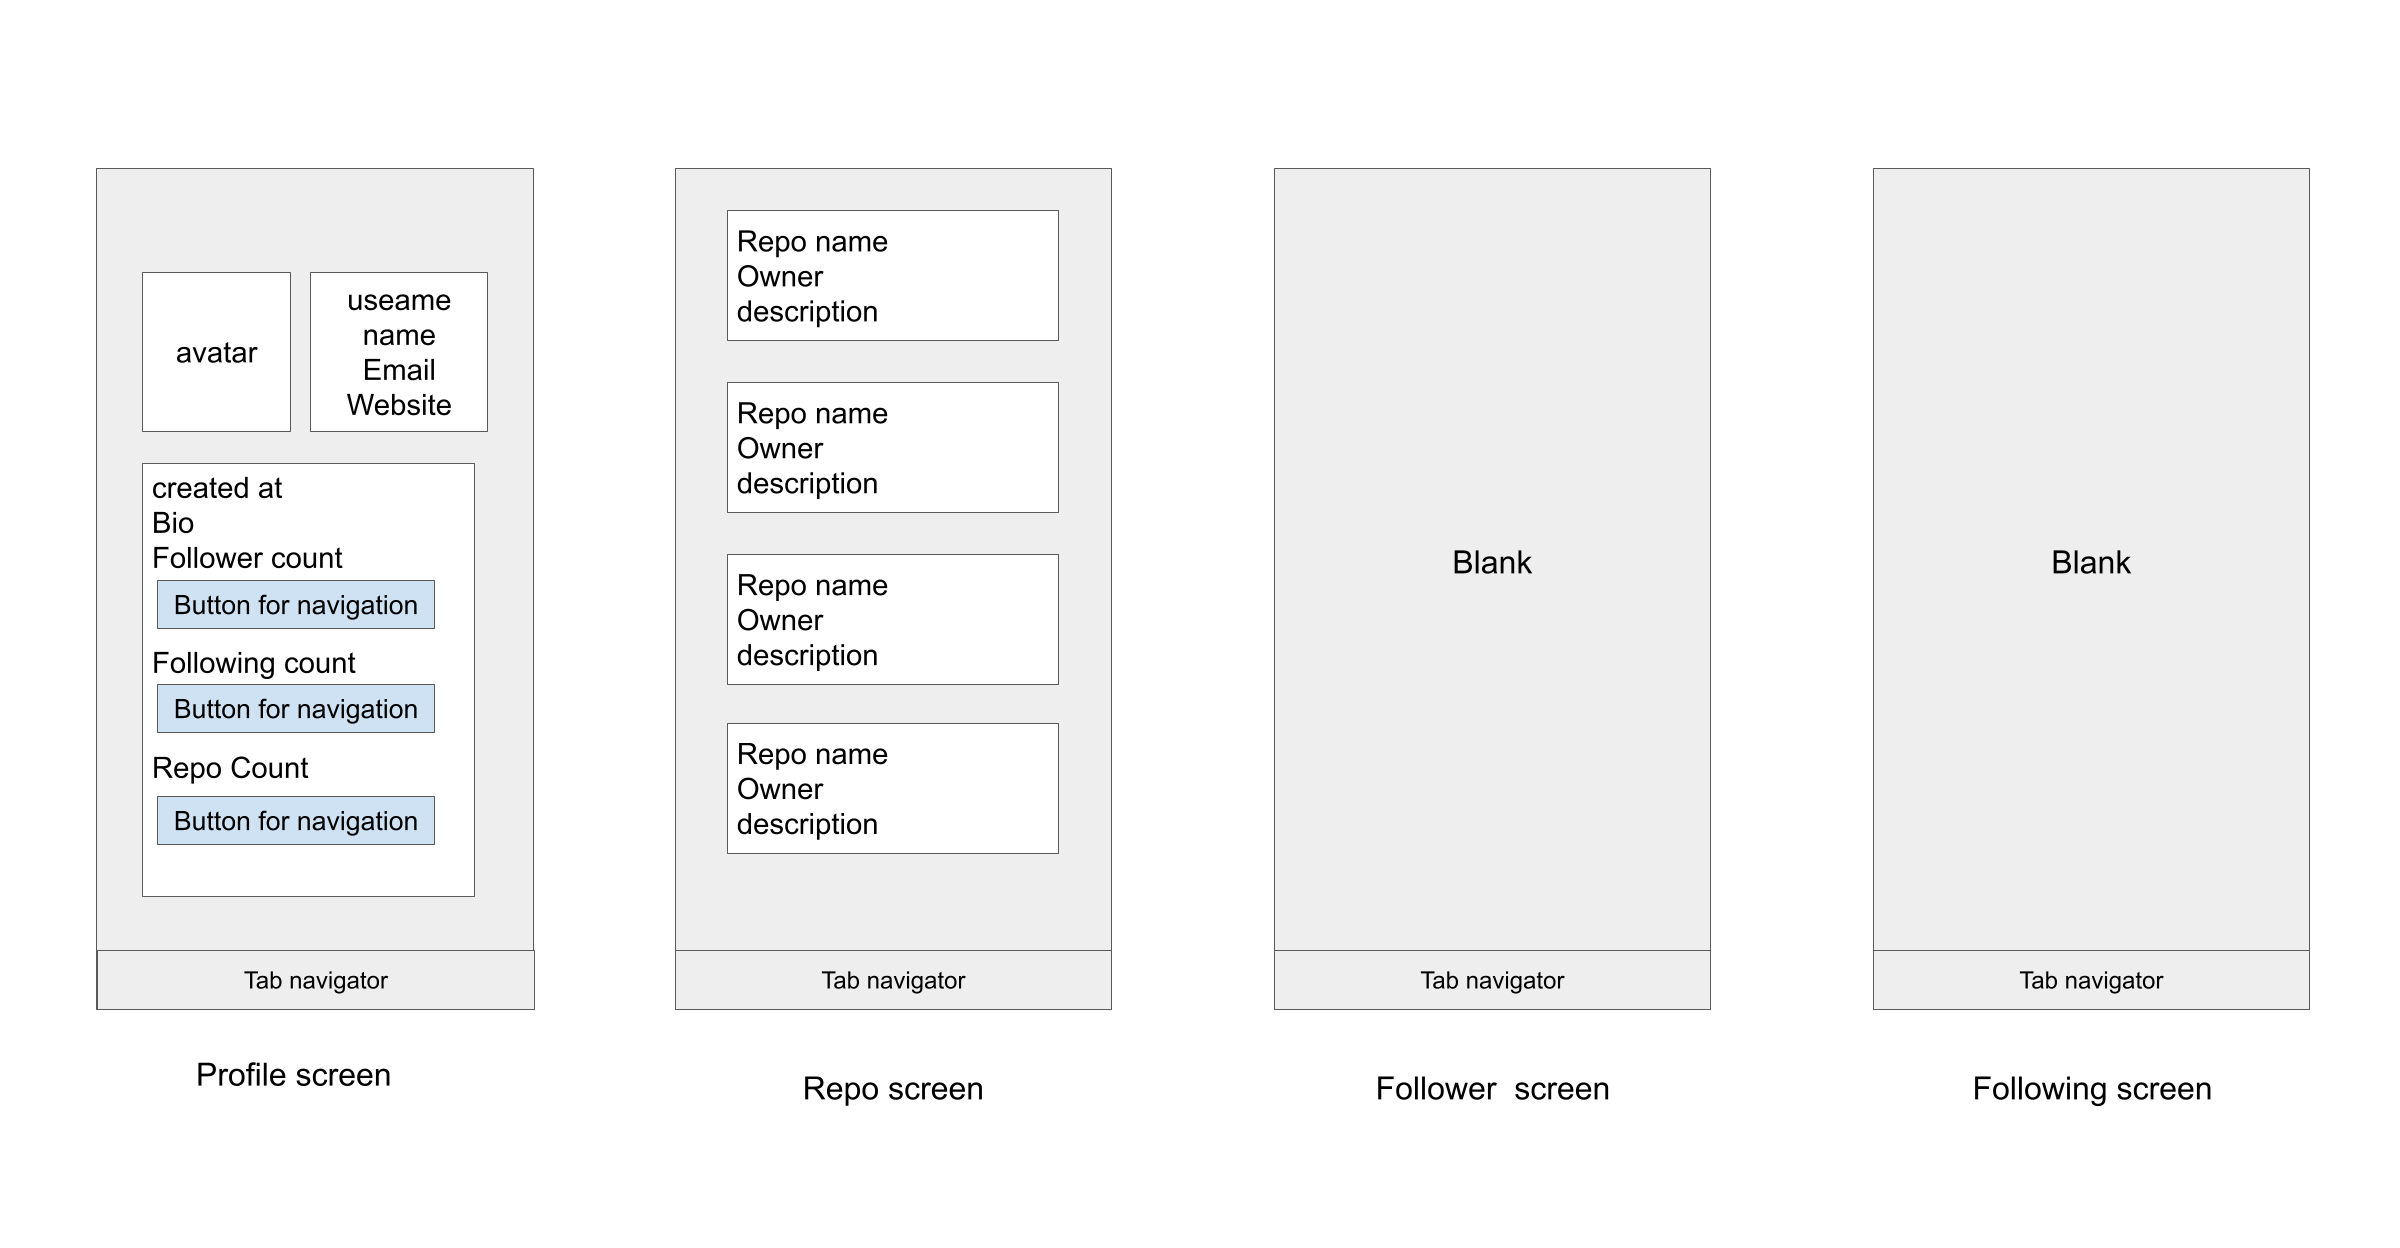 avatar
useame
name
Email
Website
created at
Bio
Follower count
Button for navigation
Following count
Button for navigation
Repo Count
Button for navigation
Tab navigator
Profile screen
Repo name
Owner
description
Repo name
Owner
description
Repo name
Owner
description
Repo name
Owner
description
Tab navigator
Repo screen
Blank
Tab navigator
Follower  screen
Blank
Tab navigator
Following screen